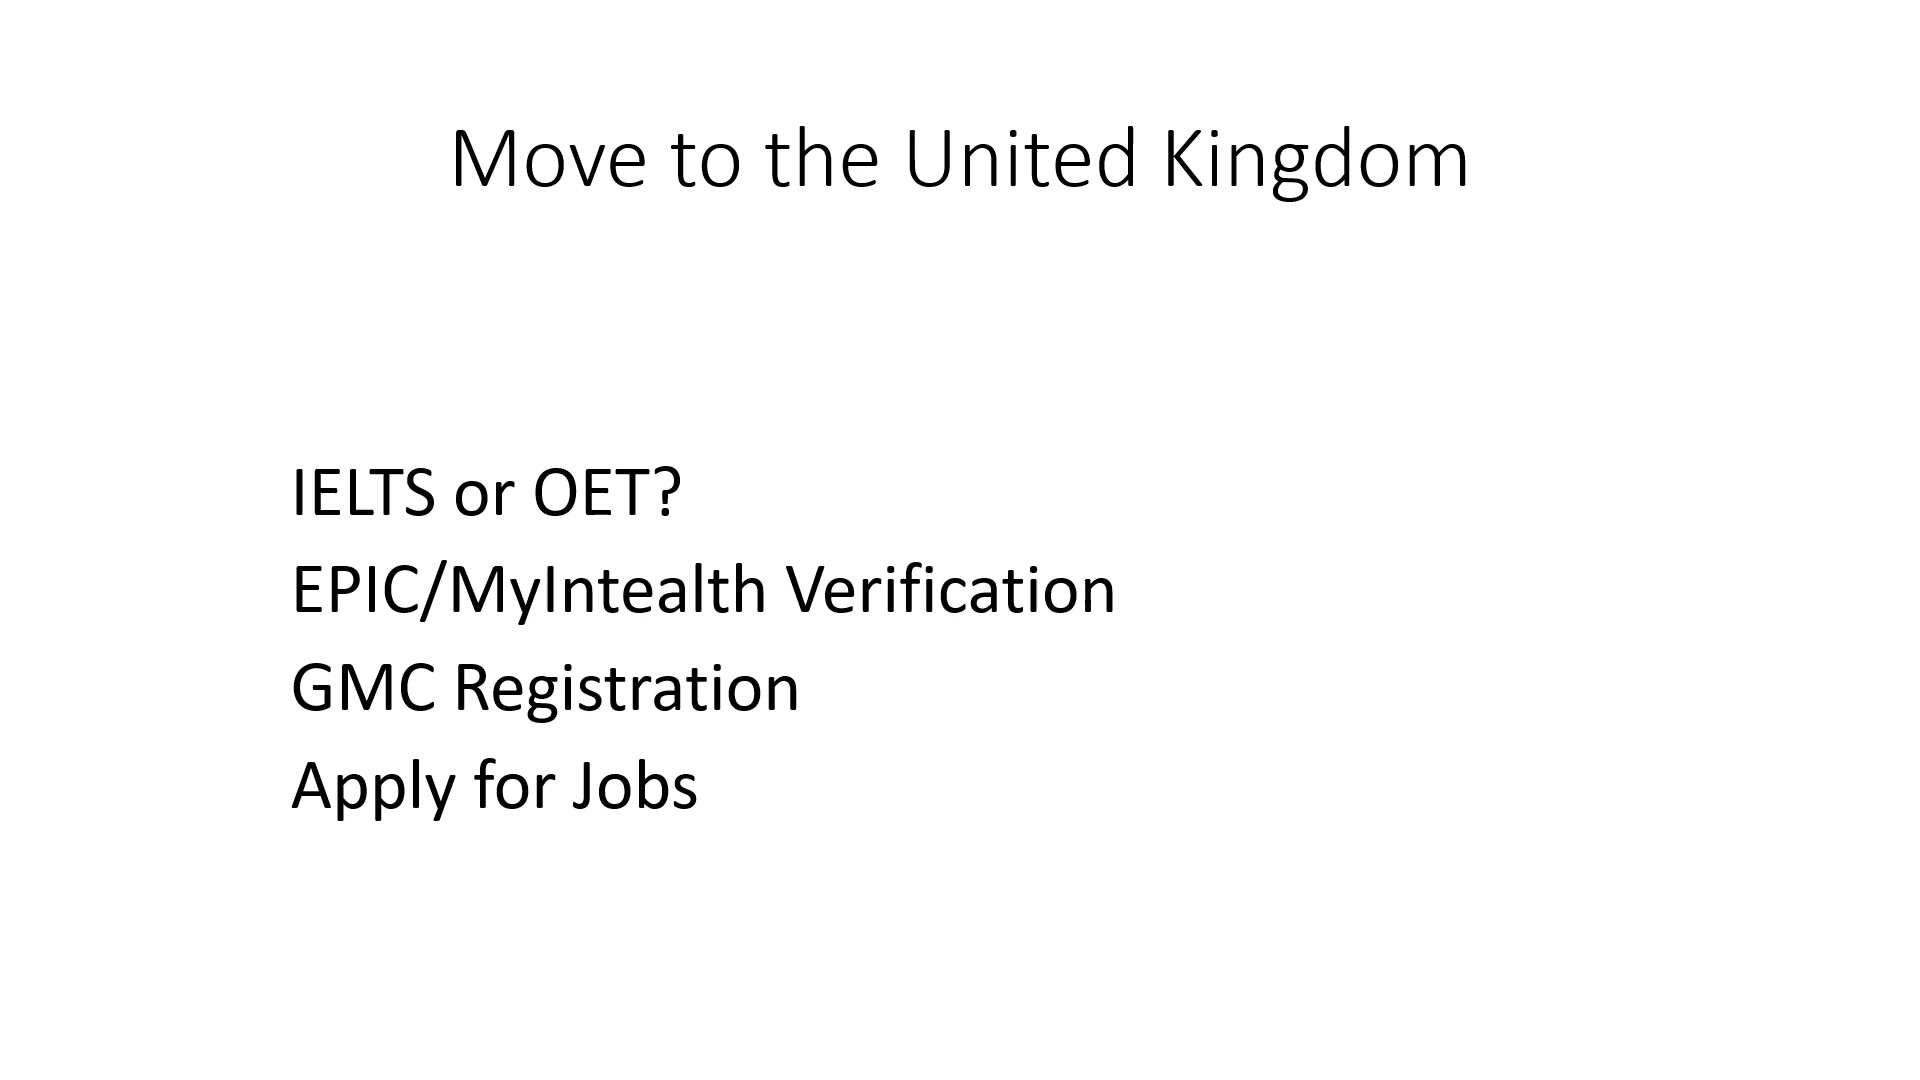 Move to the United Kingdom
IELTS or OET?
EPIC/MyIntealth Verification
GMC Registration
Apply for Jobs